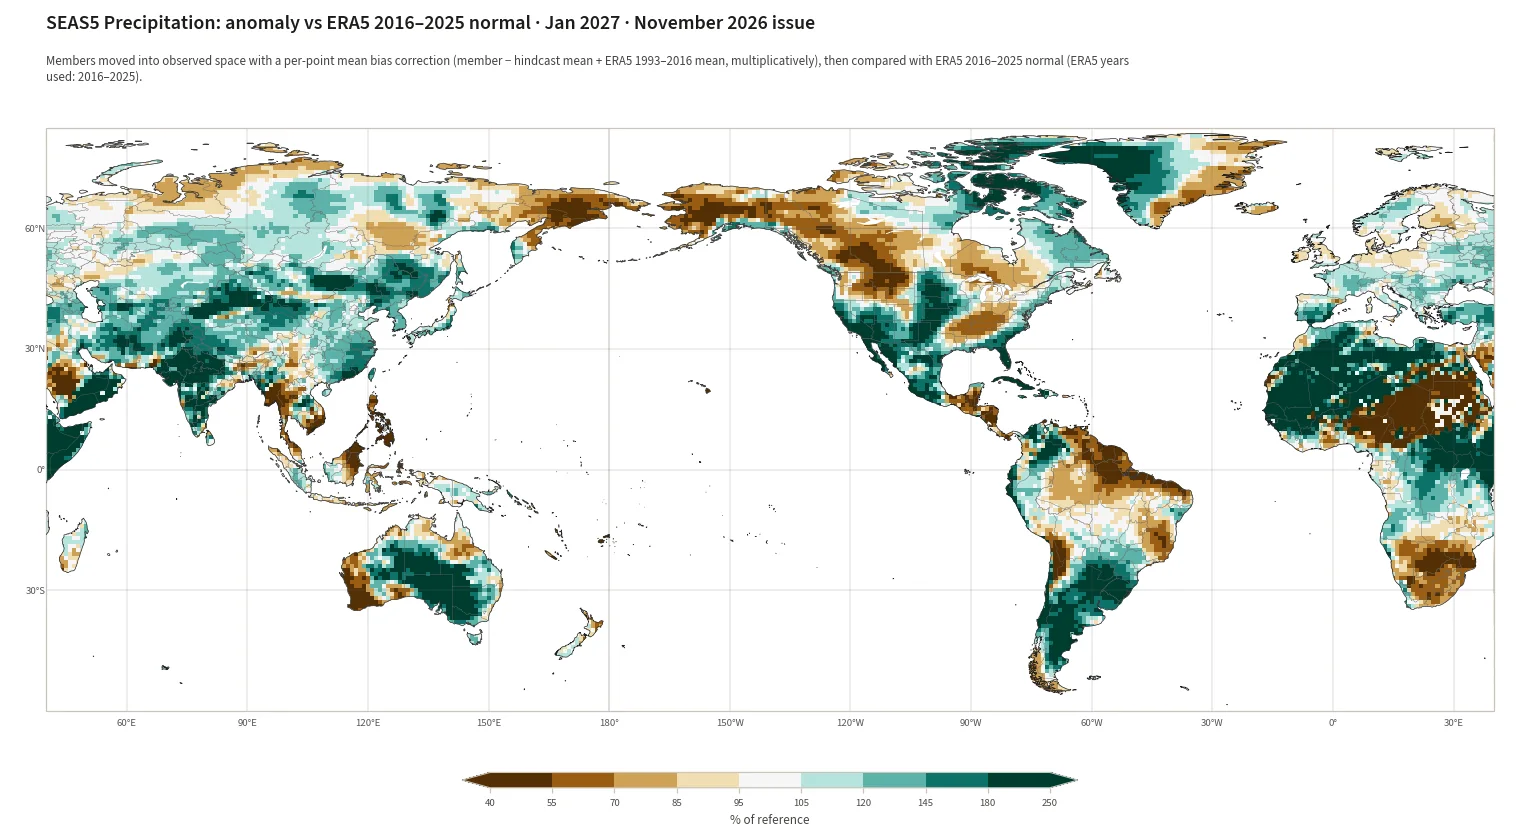 SEAS5 Precipitation: anomaly vs ERA5 2016–2025 normal · Jan 2027 · November 2026 issue
Members moved into observed space with a per-point mean bias correction (member − hindcast mean + ERA5 1993–2016 mean, multiplicatively), then compared with ERA5 2016–2025 normal (ERA5 years
used: 2016–2025).
60°N
30°N
0°
30°S
60°E 90°E 120°E 150°E 180° 150°W 120°W 90°W 60°W 30°W 0° 30°E
40 55 70 85 95 105 120 145 180 250
% of reference